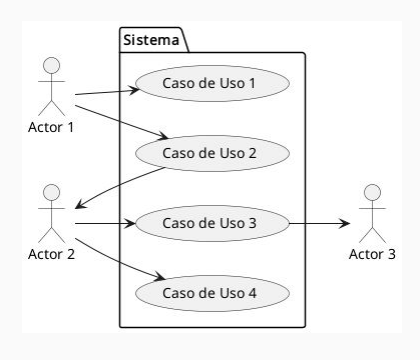 Sistema
Caso de Uso 1
Actor 1
Caso de Uso 2
Caso de Uso 3
Actor 2
Actor 3
Caso de Uso 4